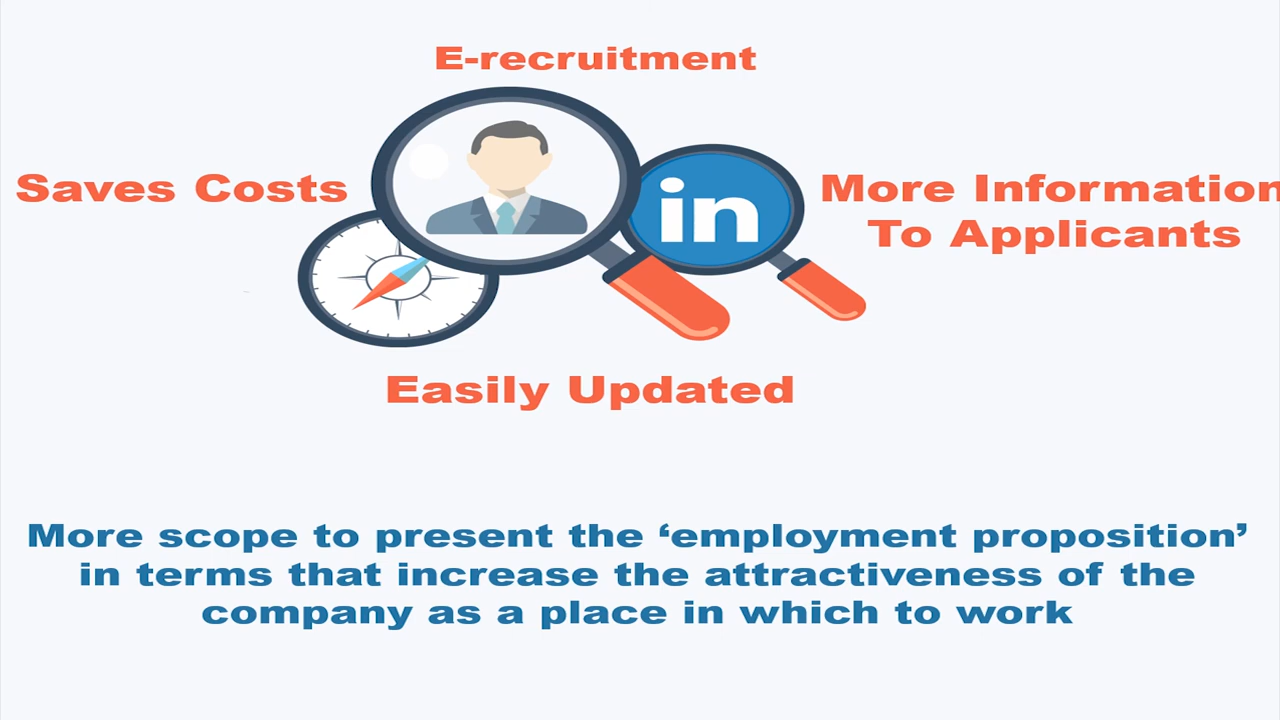 E-recruitment
Saves Costs
in
More Information
To Applicants
Easily Updated
More scope to present the ‘employment proposition’
in terms that increase the attractiveness of the
company as a place in which to work